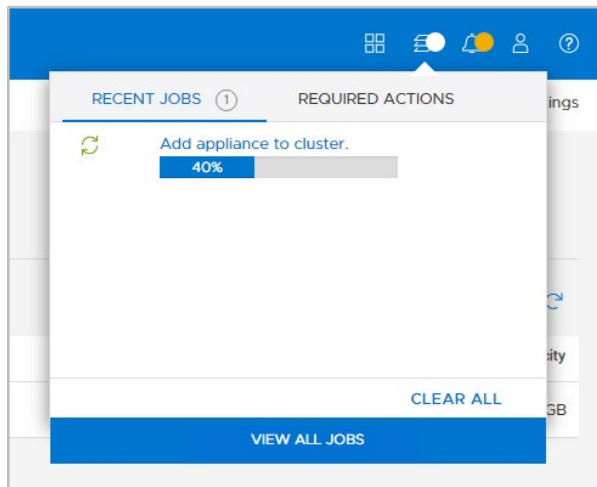 RECENT JOBS 1 REQUIRED ACTIONS
ings
Add appliance to cluster.
40%
city
CLEAR ALL
GB
VIEW ALL JOBS